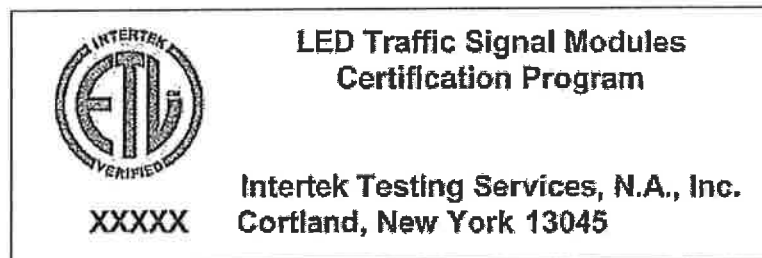 INTERTEK
ETL
VERIFIED
XXXXX
LED Traffic Signal Modules
Certification Program
Intertek Testing Services, N.A., Inc.
Cortland, New York 13045